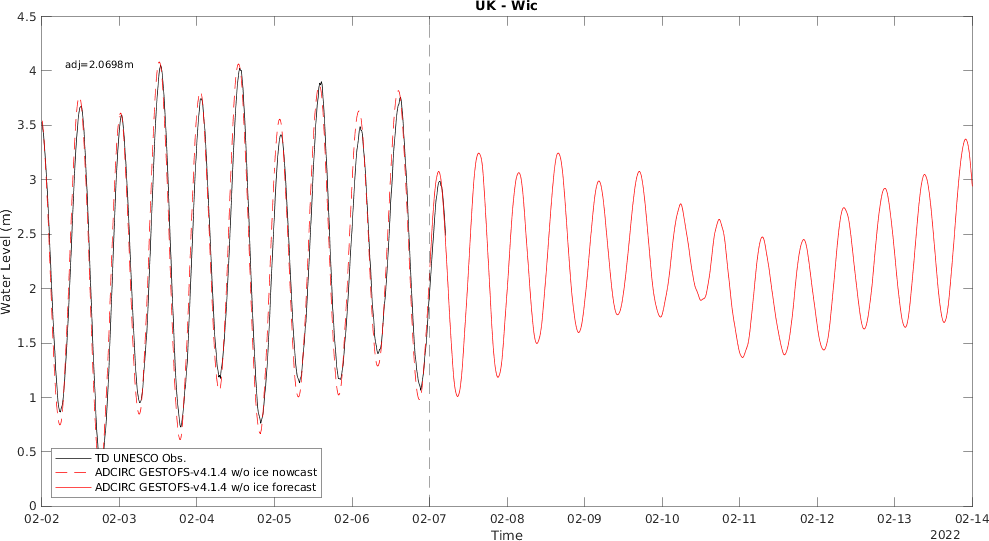 UK - Wic
4.5
4
3.5
3
2.5
2
1.5
1
0.5
0
Water Level (m)
adj=2.0698m
TD UNESCO Obs.
ADCIRC GESTOFS-v4.1.4 w/o ice nowcast
ADCIRC GESTOFS-v4.1.4 w/o ice forecast
02-02 02-03 02-04 02-05 02-06 02-07 02-08 02-09 02-10 02-11 02-12 02-13 02-14
Time
2022